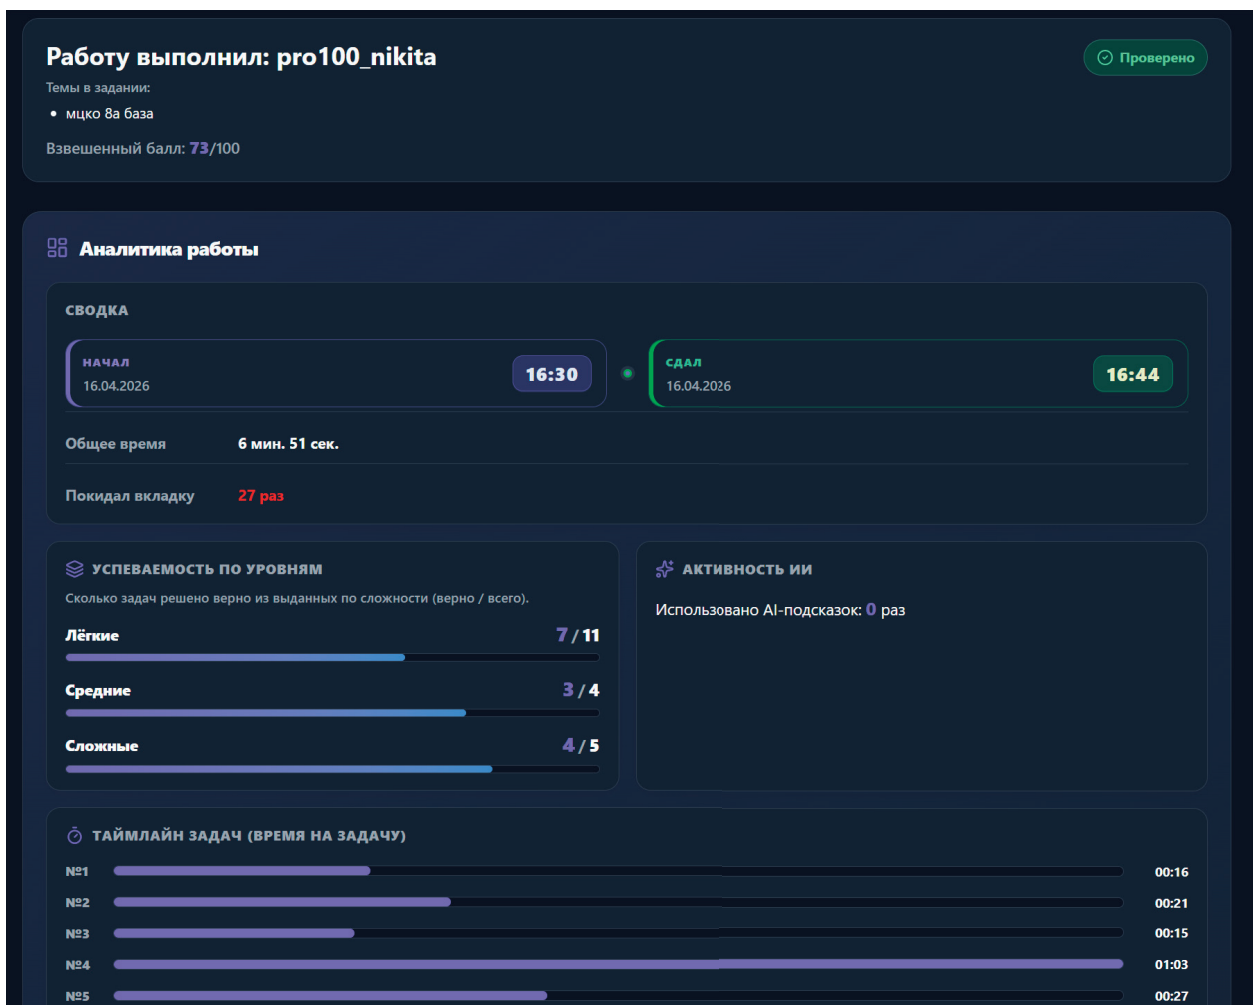 Работу выполнил: pro100_nikita
Проверено
Темы в задании:
• мцко 8а база
Взвешенный балл: 73/100
Аналитика работы
СВОДКА
НАЧАЛ
16.04.2026
16:30
СДАЛ
16.04.2026
16:44
Общее время 6 мин. 51 сек.
Покидал вкладку 27 раз
УСПЕВАЕМОСТЬ ПО УРОВНЯМ
Сколько задач решено верно из выданных по сложности (верно / всего).
Лёгкие 7 / 11
Средние 3 / 4
Сложные 4 / 5
АКТИВНОСТЬ ИИ
Использовано AI-подсказок: 0 раз
ТАЙМЛАЙН ЗАДАЧ (ВРЕМЯ НА ЗАДАЧУ)
№1 00:16
№2 00:21
№3 00:15
№4 01:03
№5 00:27